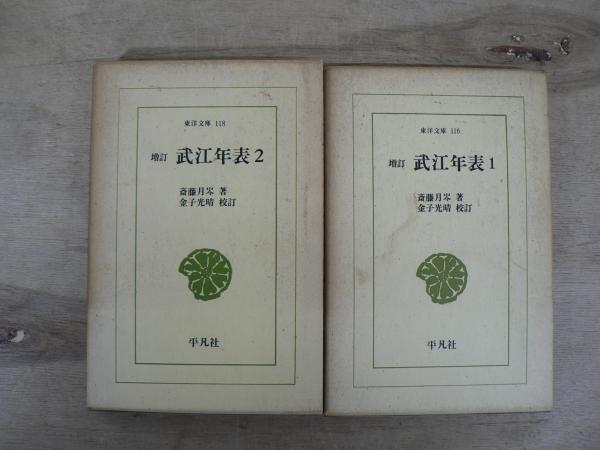 東洋文庫 118
増訂 武江年表 2
斎藤月岑 著
金子光晴 校訂
平凡社
東洋文庫 116
増訂 武江年表 1
斎藤月岑 著
金子光晴 校訂
平凡社